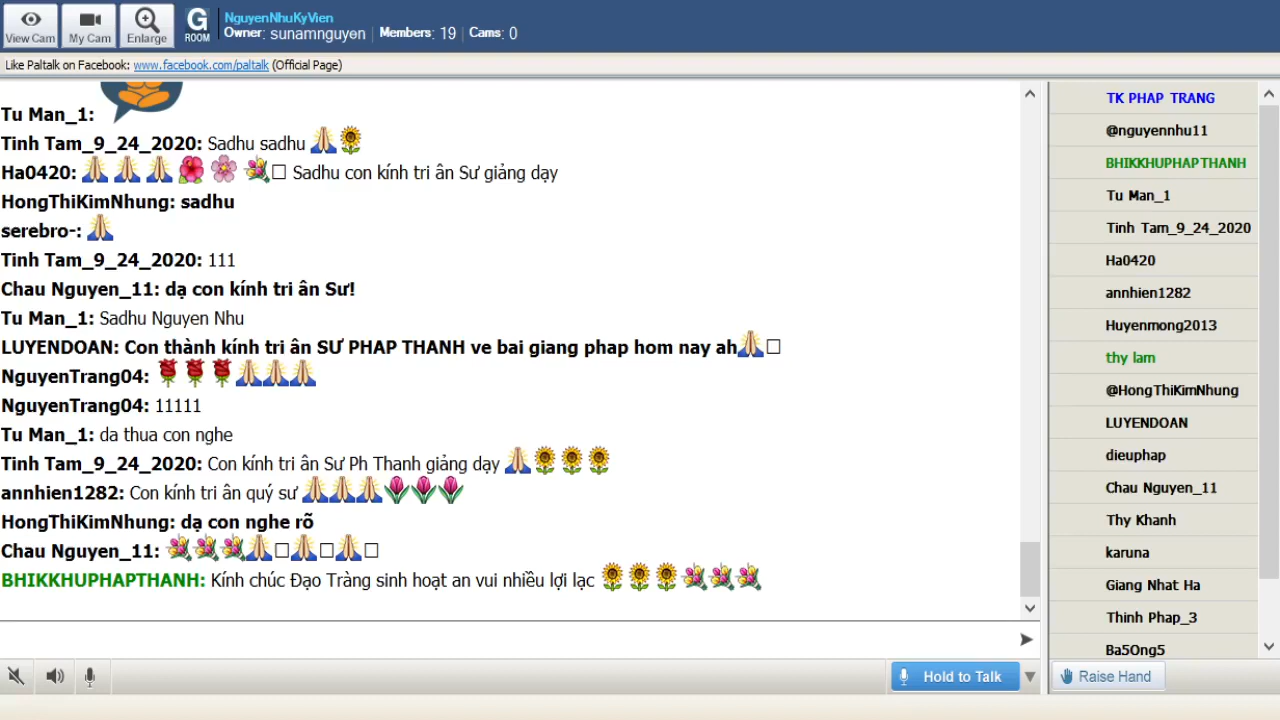 View Cam
My Cam
Enlarge
G
ROOM
NguyenNhuKyVien
Owner: sunamnguyen | Members: 19 | Cams: 0
Like Paltalk on Facebook: www.facebook.com/paltalk (Official Page)
Tu Man_1:
Tinh Tam_9_24_2020: Sadhu sadhu 🙏🌻
Ha0420: 🙏🙏🙏🌺🌸💐□ Sadhu con kính tri ân Sư giảng dạy
HongThiKimNhung: sadhu
serebro-: 🙏
Tinh Tam_9_24_2020: 111
Chau Nguyen_11: dạ con kính tri ân Sư!
Tu Man_1: Sadhu Nguyen Nhu
LUYENDOAN: Con thành kính tri ân SƯ PHAP THANH ve bai giang phap hom nay ah🙏□
NguyenTrang04: 🌹🌹🌹🙏🙏🙏
NguyenTrang04: 11111
Tu Man_1: da thua con nghe
Tinh Tam_9_24_2020: Con kính tri ân Sư Ph Thanh giảng dạy 🙏🌻🌻🌻
annhien1282: Con kính tri ân quý sư 🙏🙏🙏🌷🌷🌷
HongThiKimNhung: dạ con nghe rõ
Chau Nguyen_11: 💐💐💐🙏□🙏□🙏□
BHIKKHUPHAPTHANH: Kính chúc Đạo Tràng sinh hoạt an vui nhiều lợi lạc 🌻🌻🌻💐💐💐
Hold to Talk
TK PHAP TRANG
@nguyennhu11
BHIKKHUPHAPTHANH
Tu Man_1
Tinh Tam_9_24_2020
Ha0420
annhien1282
Huyenmong2013
thy lam
@HongThiKimNhung
LUYENDOAN
dieuphap
Chau Nguyen_11
Thy Khanh
karuna
Giang Nhat Ha
Thinh Phap_3
Ba5Ong5
Raise Hand